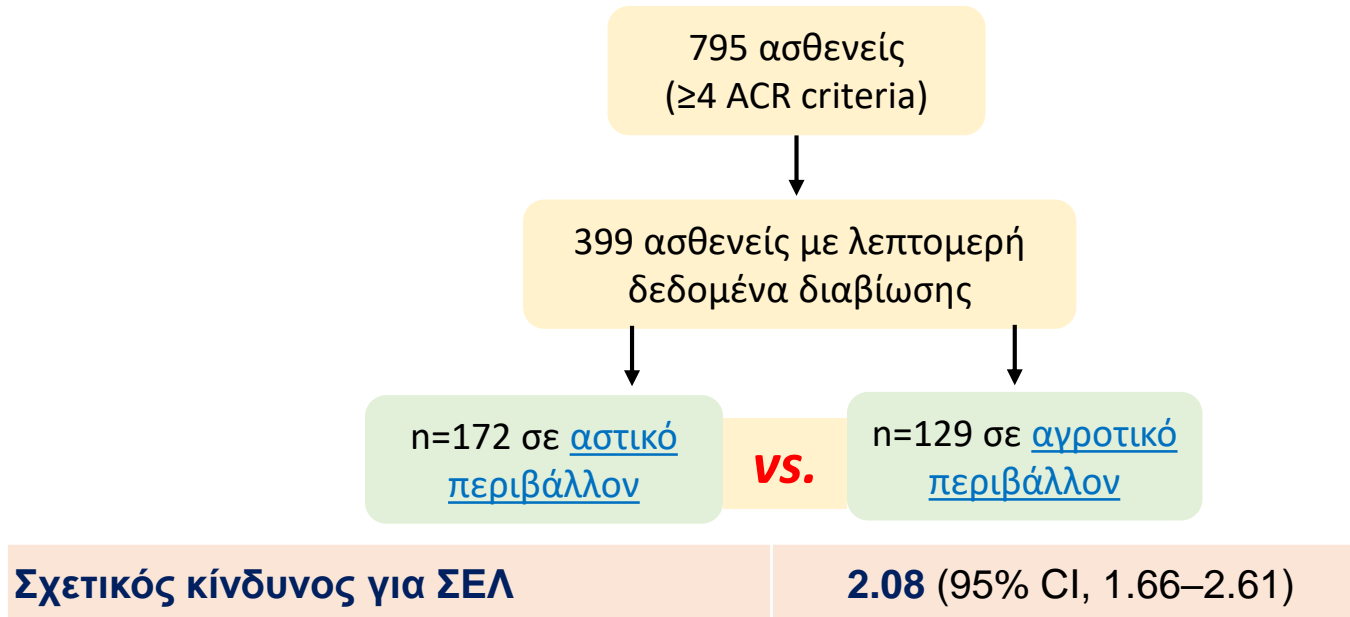 795 ασθενείς
(≥4 ACR criteria)
399 ασθενείς με λεπτομερή
δεδομένα διαβίωσης
n=172 σε αστικό
περιβάλλον
vs.
n=129 σε αγροτικό
περιβάλλον
Σχετικός κίνδυνος για ΣΕΛ
2.08 (95% CI, 1.66–2.61)